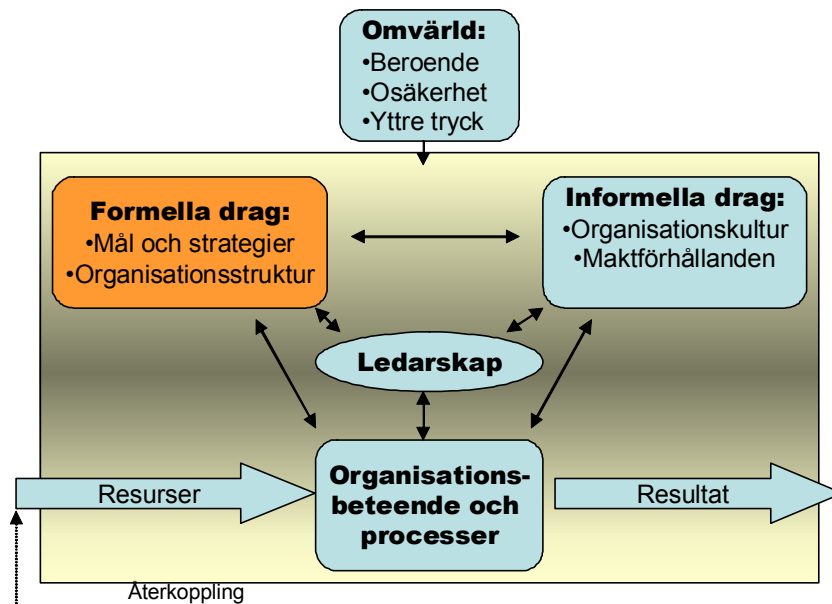 Omvärld:
•Beroende
•Osäkerhet
•Yttre tryck
Formella drag:
•Mål och strategier
•Organisationsstruktur
Informella drag:
•Organisationskultur
•Maktförhållanden
Ledarskap
Organisations-
beteende och
processer
Resurser
Resultat
Återkoppling